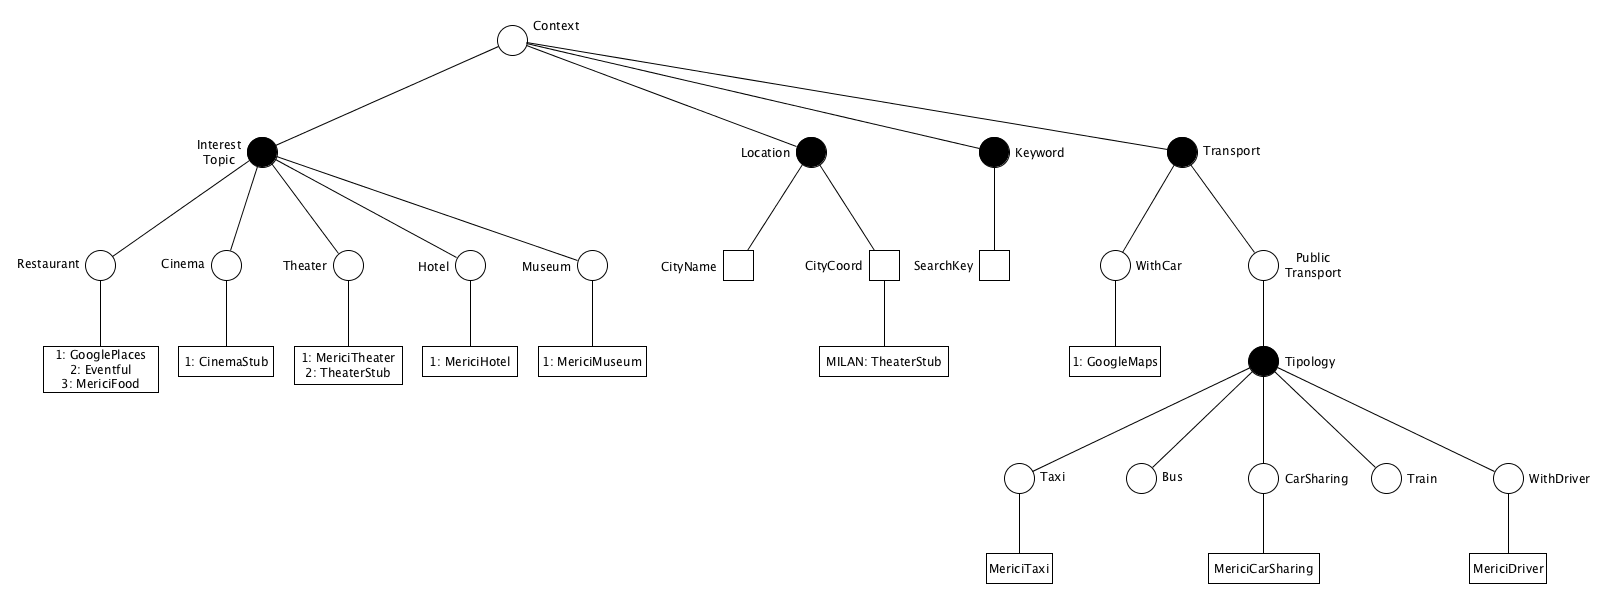 Context
Interest
Topic
Location
Keyword
Transport
Restaurant
Cinema
Theater
Hotel
Museum
CityName
CityCoord
SearchKey
WithCar
Public
Transport
1: GooglePlaces
2: Eventful
3: MericiFood
1: CinemaStub
1: MericiTheater
2: TheaterStub
1: MericiHotel
1: MericiMuseum
MILAN: TheaterStub
1: GoogleMaps
Tipology
Taxi
Bus
CarSharing
Train
WithDriver
MericiTaxi
MericiCarSharing
MericiDriver